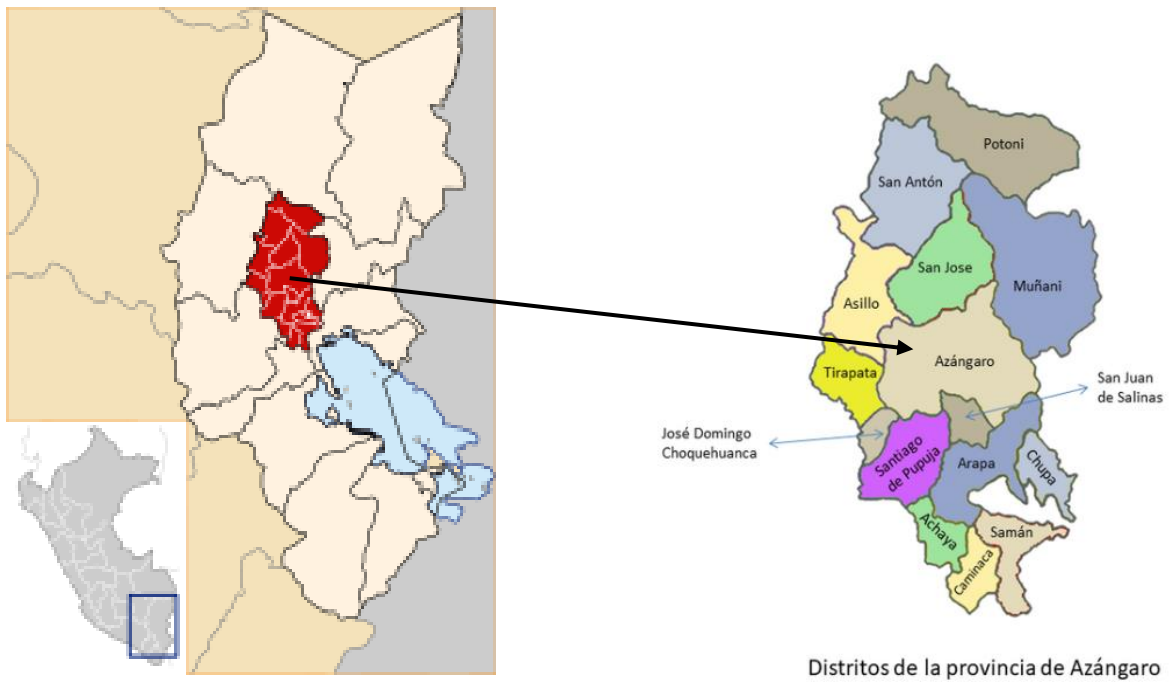 Potoni
San Antón
San Jose
Muñani
Asillo
Azángaro
Tirapata
San Juan
de Salinas
José Domingo
Choquehuanca
Santiago
de Pupuja
Arapa
Chupa
Achaya
Samán
Caminaca
Distritos de la provincia de Azángaro